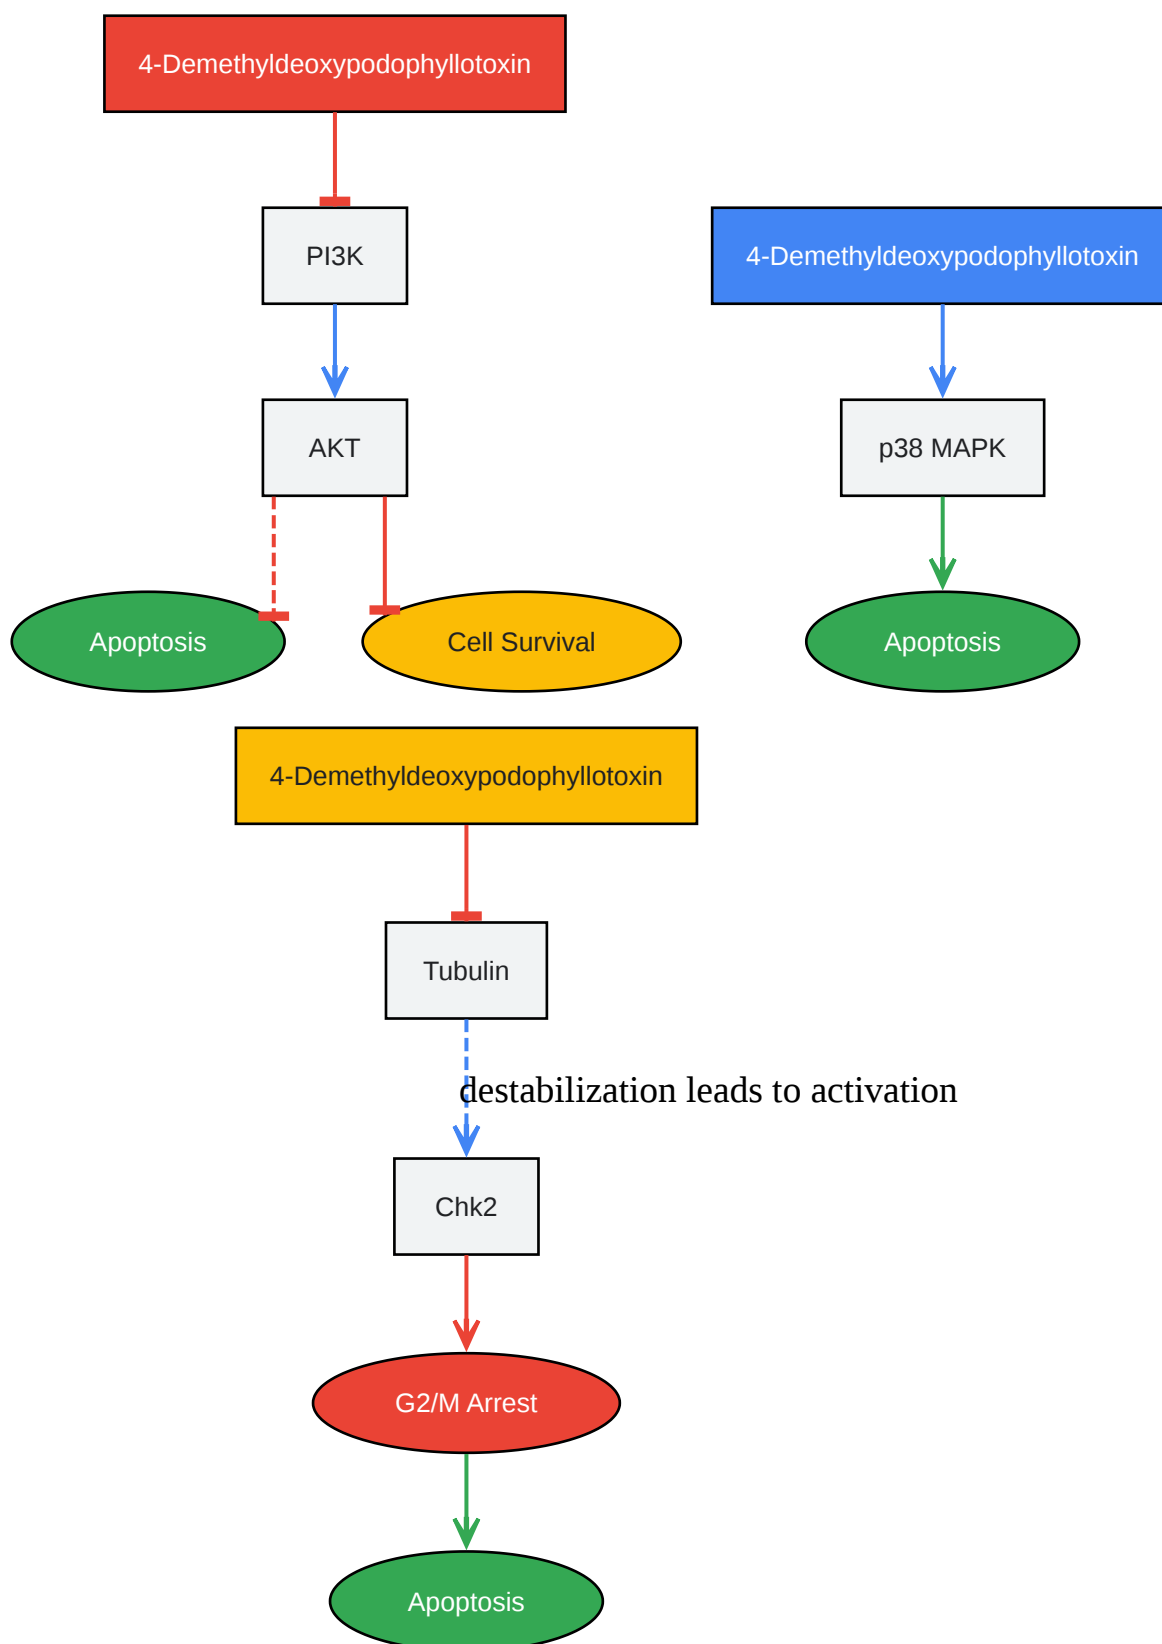 4-Demethyldeoxypodophyllotoxin
PI3K
4-Demethyldeoxypodophyllotoxin
AKT
p38 MAPK
Apoptosis
Cell Survival
Apoptosis
4-Demethyldeoxypodophyllotoxin
Tubulin
destabilization leads to activation
Chk2
G2/M Arrest
Apoptosis